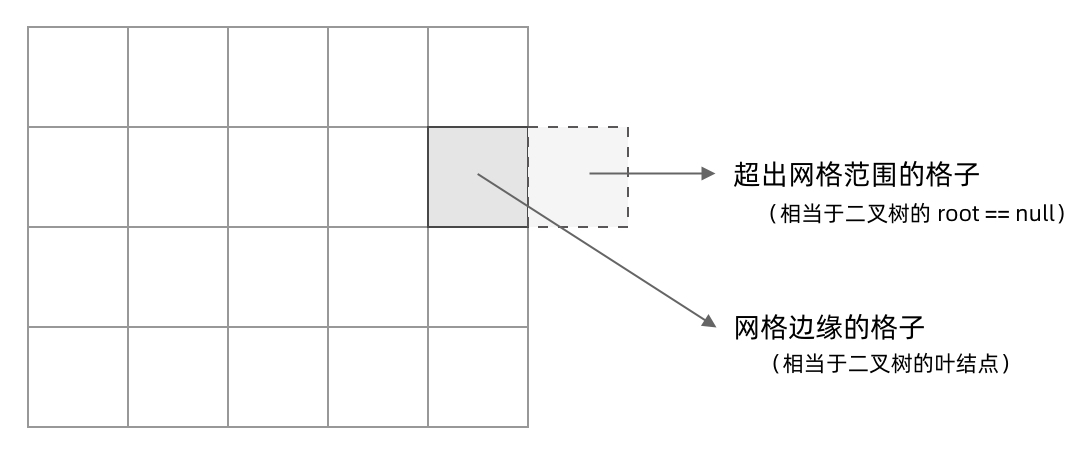 超出网格范围的格子
（相当于二叉树的 root == null）
网格边缘的格子
（相当于二叉树的叶结点）